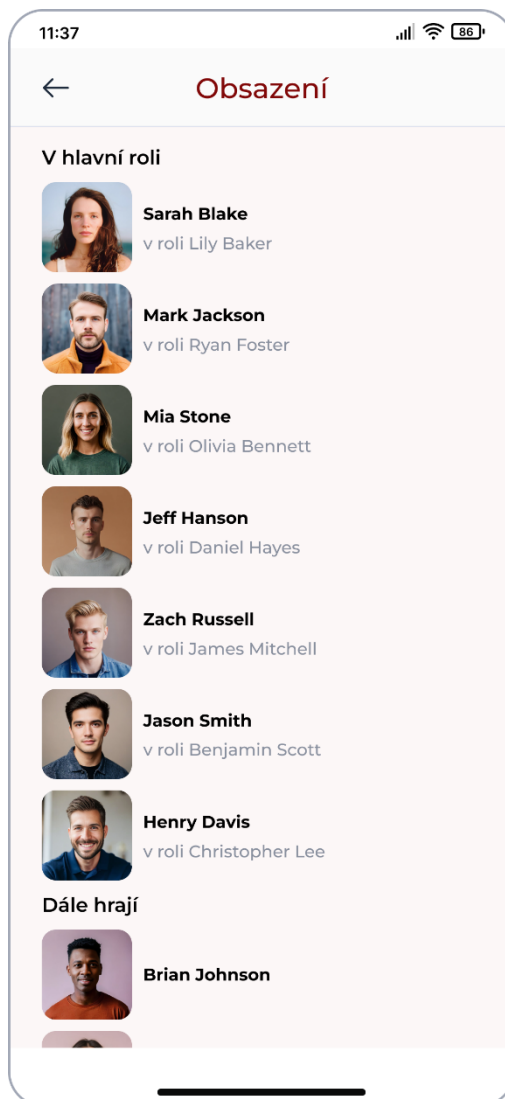 11:37
86
Obsazení
V hlavní roli
Sarah Blake
v roli Lily Baker
Mark Jackson
v roli Ryan Foster
Mia Stone
v roli Olivia Bennett
Jeff Hanson
v roli Daniel Hayes
Zach Russell
v roli James Mitchell
Jason Smith
v roli Benjamin Scott
Henry Davis
v roli Christopher Lee
Dále hrají
Brian Johnson